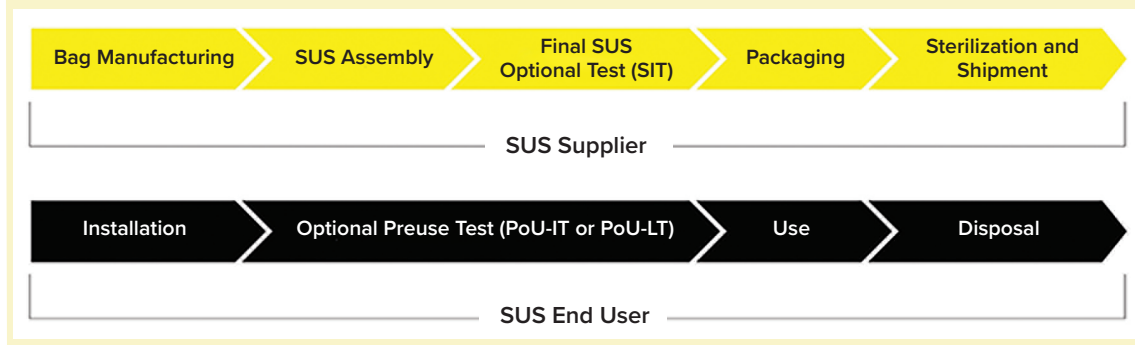 Bag Manufacturing
SUS Assembly
Final SUS
Optional Test (SIT)
Packaging
Sterilization and
Shipment
SUS Supplier
Installation
Optional Preuse Test (PoU-IT or PoU-LT)
Use
Disposal
SUS End User